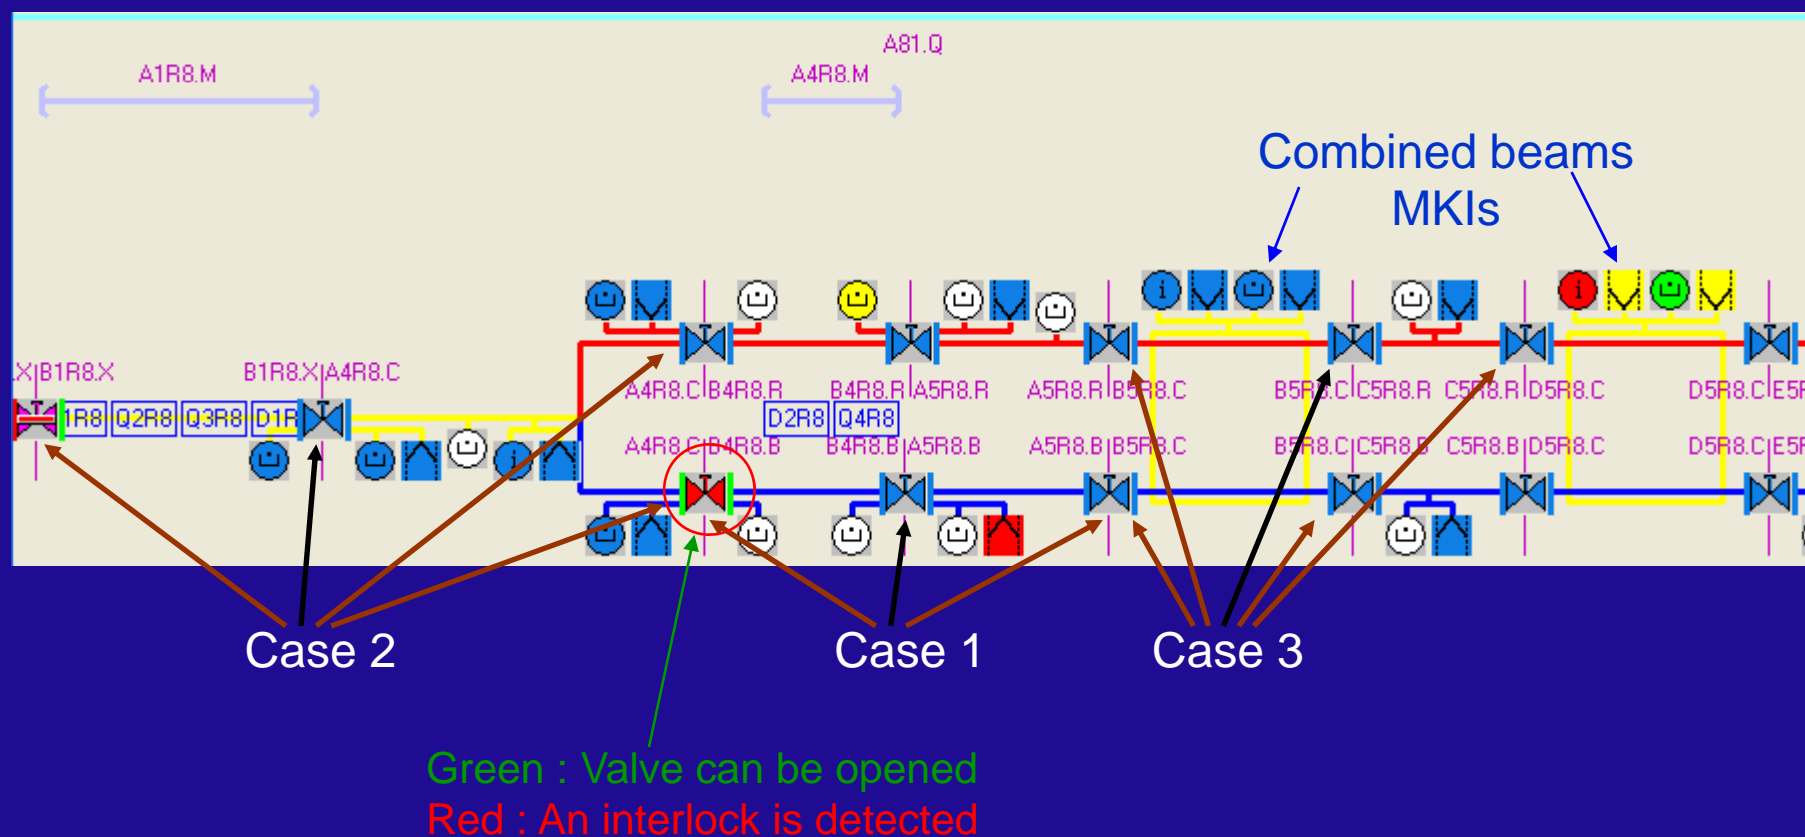 A81.Q
A1R8.M
A4R8.M
Combined beams
MKIs
.X|B1R8.X
B1R8.X|A4R8.C
A4R8.C|B4R8.R
B4R8.R|A5R8.R
A5R8.R|B5R8.C
B5R8.C|C5R8.R
C5R8.R|D5R8.C
D5R8.C|E5R
1R8 Q2R8 Q3R8 D1R
D2R8 Q4R8
A4R8.C|B4R8.B
B4R8.B|A5R8.B
A5R8.B|B5R8.C
B5R8.C|C5R8.B
C5R8.B|D5R8.C
D5R8.C|E5R
Case 2
Case 1
Case 3
Green : Valve can be opened
Red : An interlock is detected